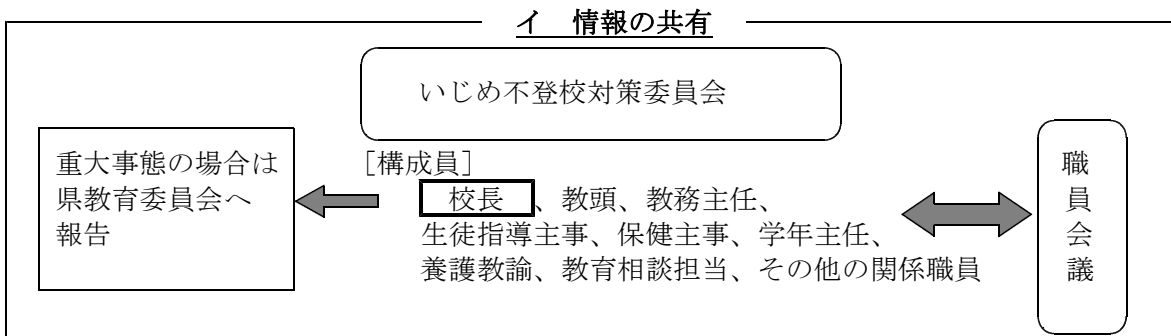 イ 情報の共有
いじめ不登校対策委員会
重大事態の場合は
県教育委員会へ
報告
[構成員]
校長、教頭、教務主任、
生徒指導主事、保健主事、学年主任、
養護教諭、教育相談担当、その他の関係職員
職員会議